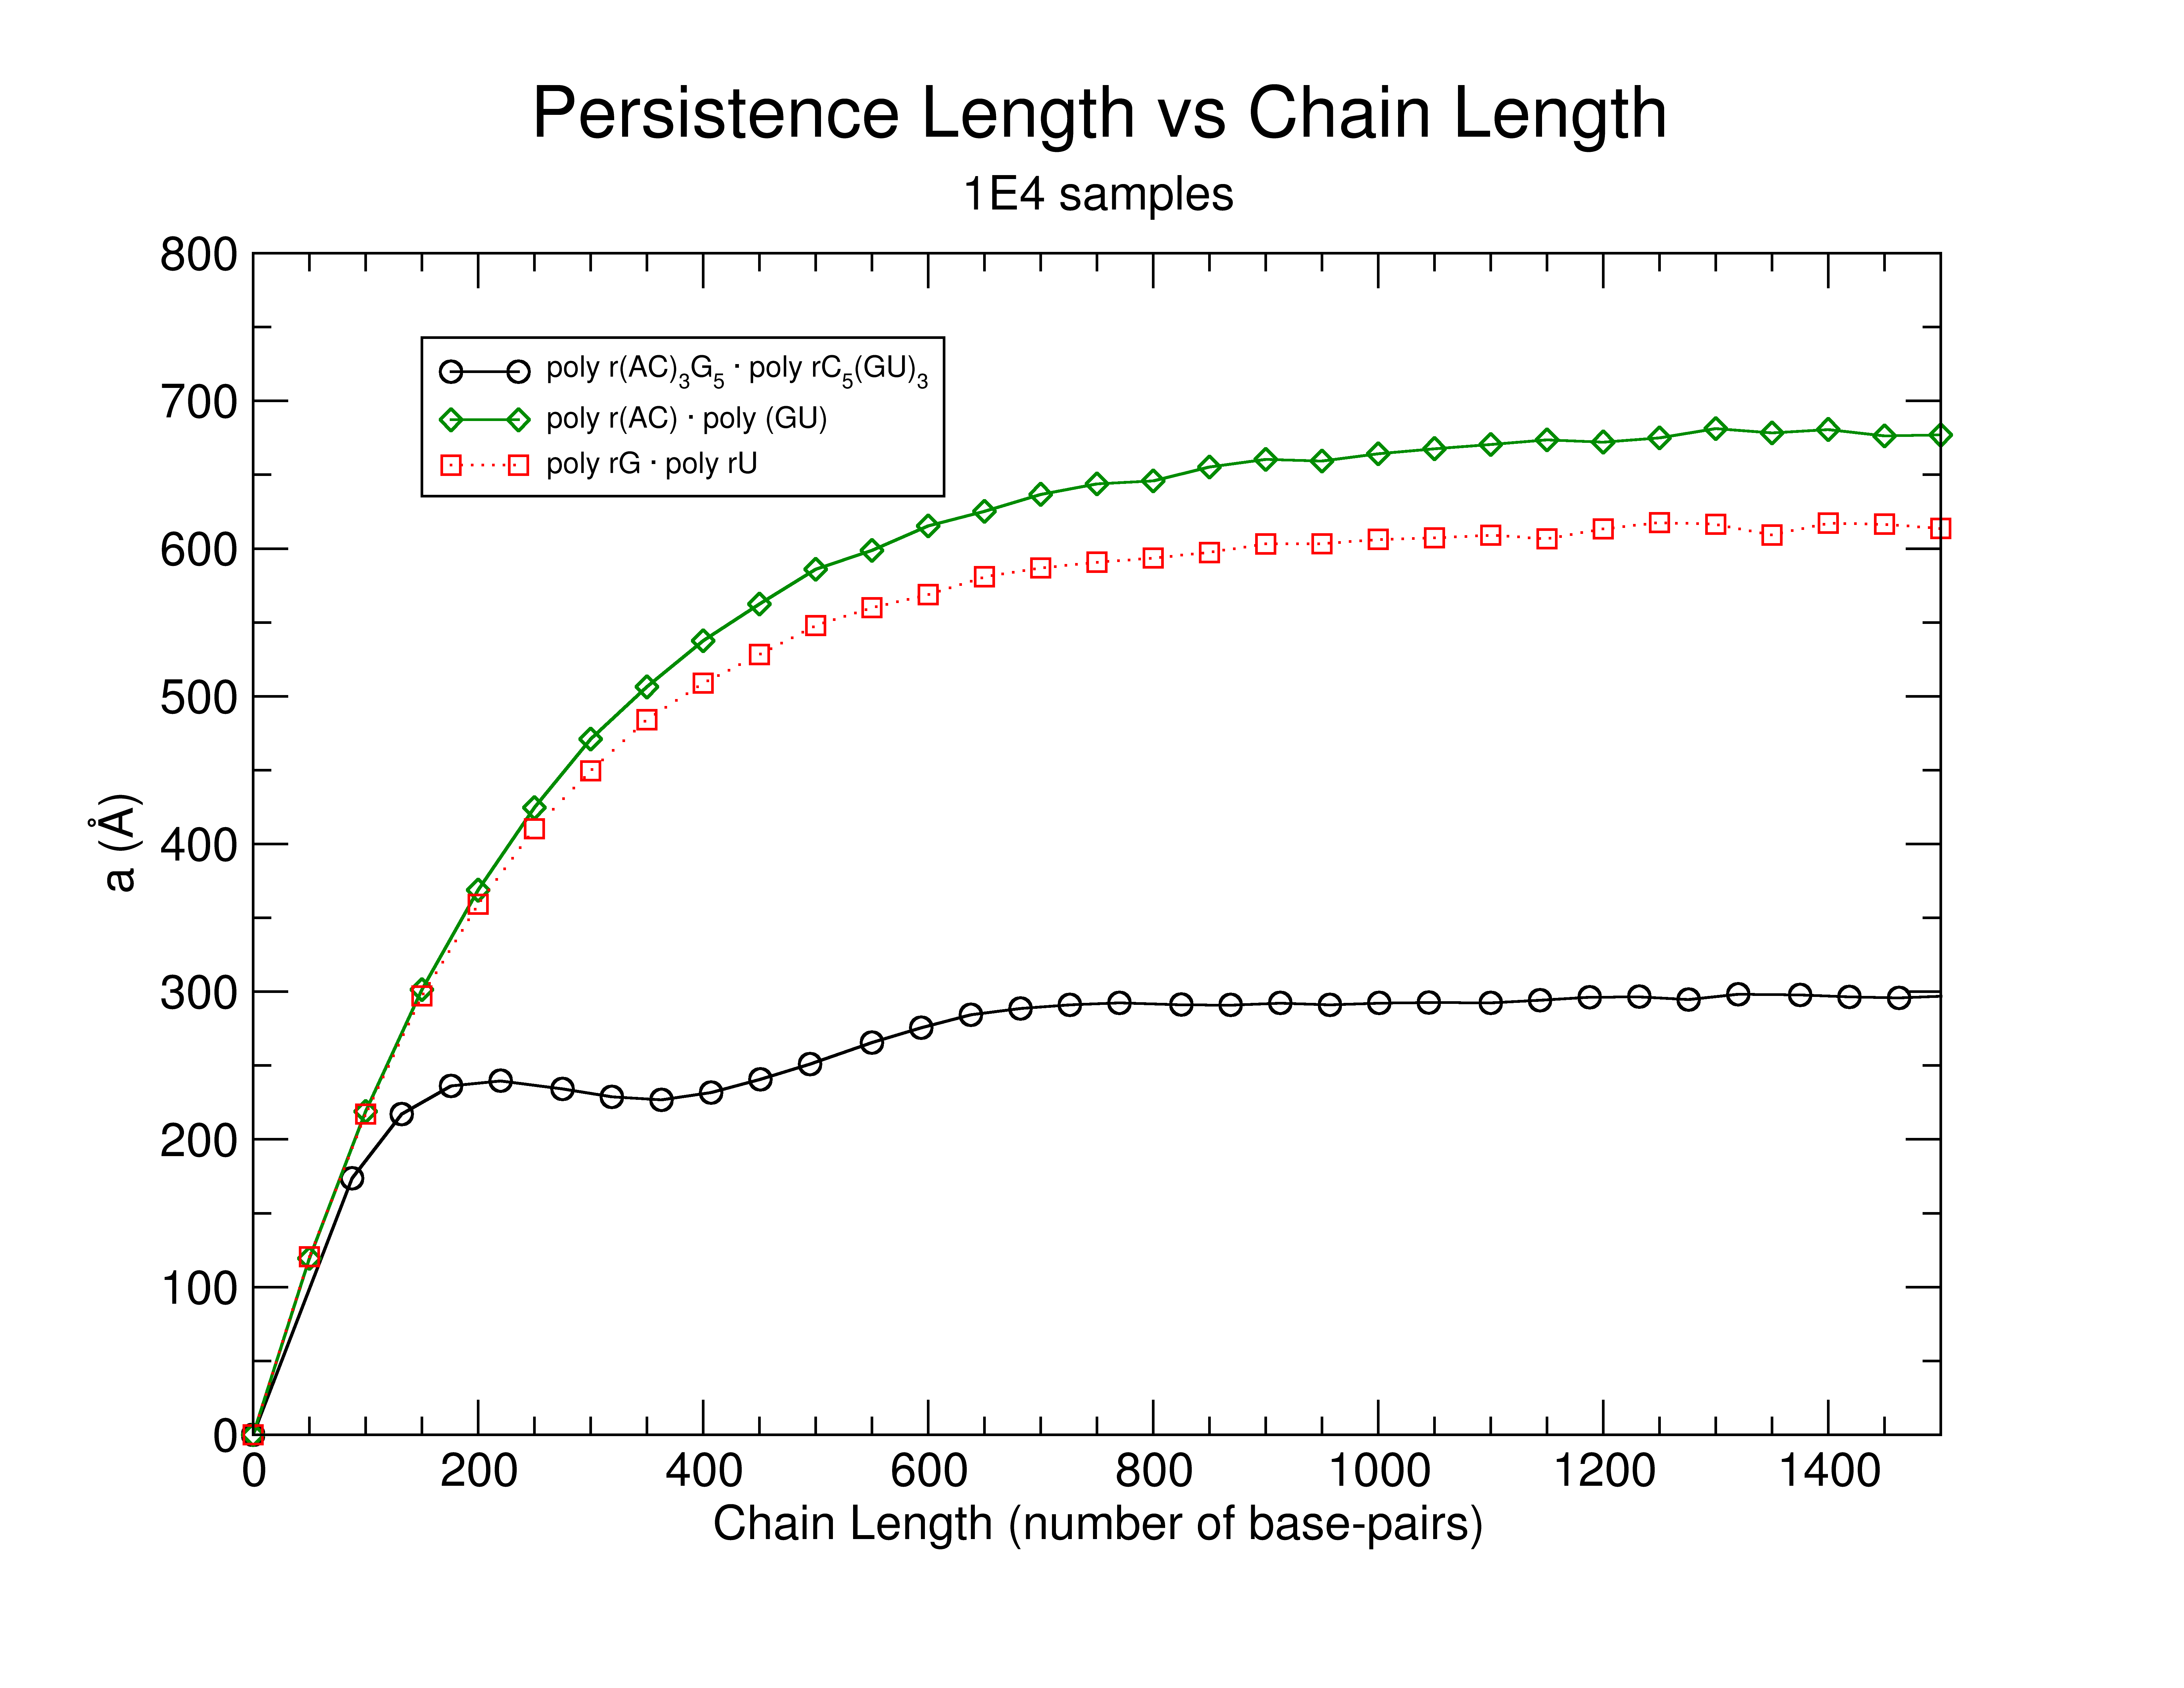 Persistence Length vs Chain Length
1E4 samples
800
700
600
500
400
300
200
100
0
a (Å)
poly r(AC)₃G₅ · poly rC₅(GU)₃
poly r(AC) · poly (GU)
poly rG · poly rU
0 200 400 600 800 1000 1200 1400
Chain Length (number of base-pairs)